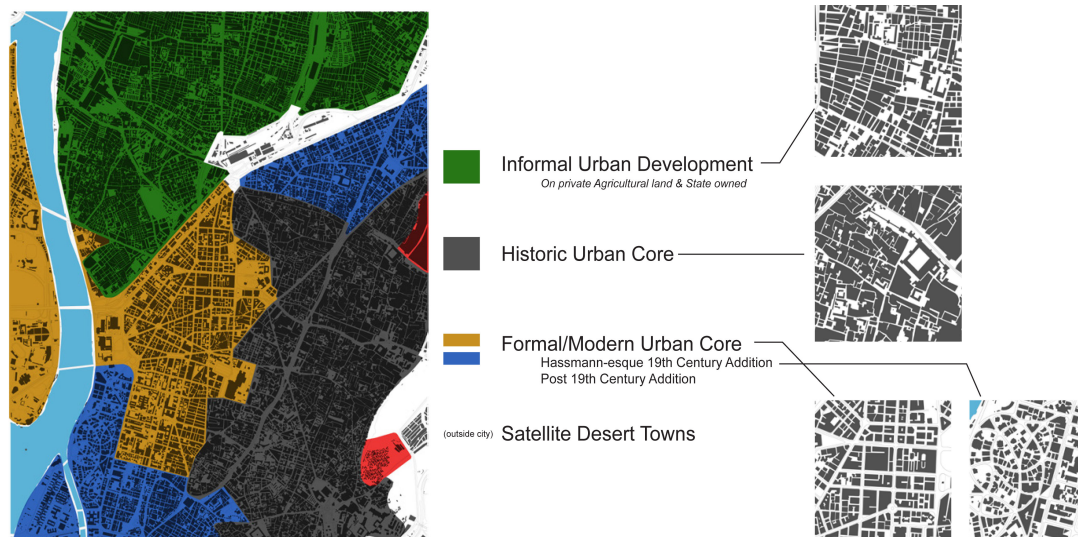 Informal Urban Development
On private Agricultural land & State owned
Historic Urban Core
Formal/Modern Urban Core
Hassmann-esque 19th Century Addition
Post 19th Century Addition
(outside city) Satellite Desert Towns